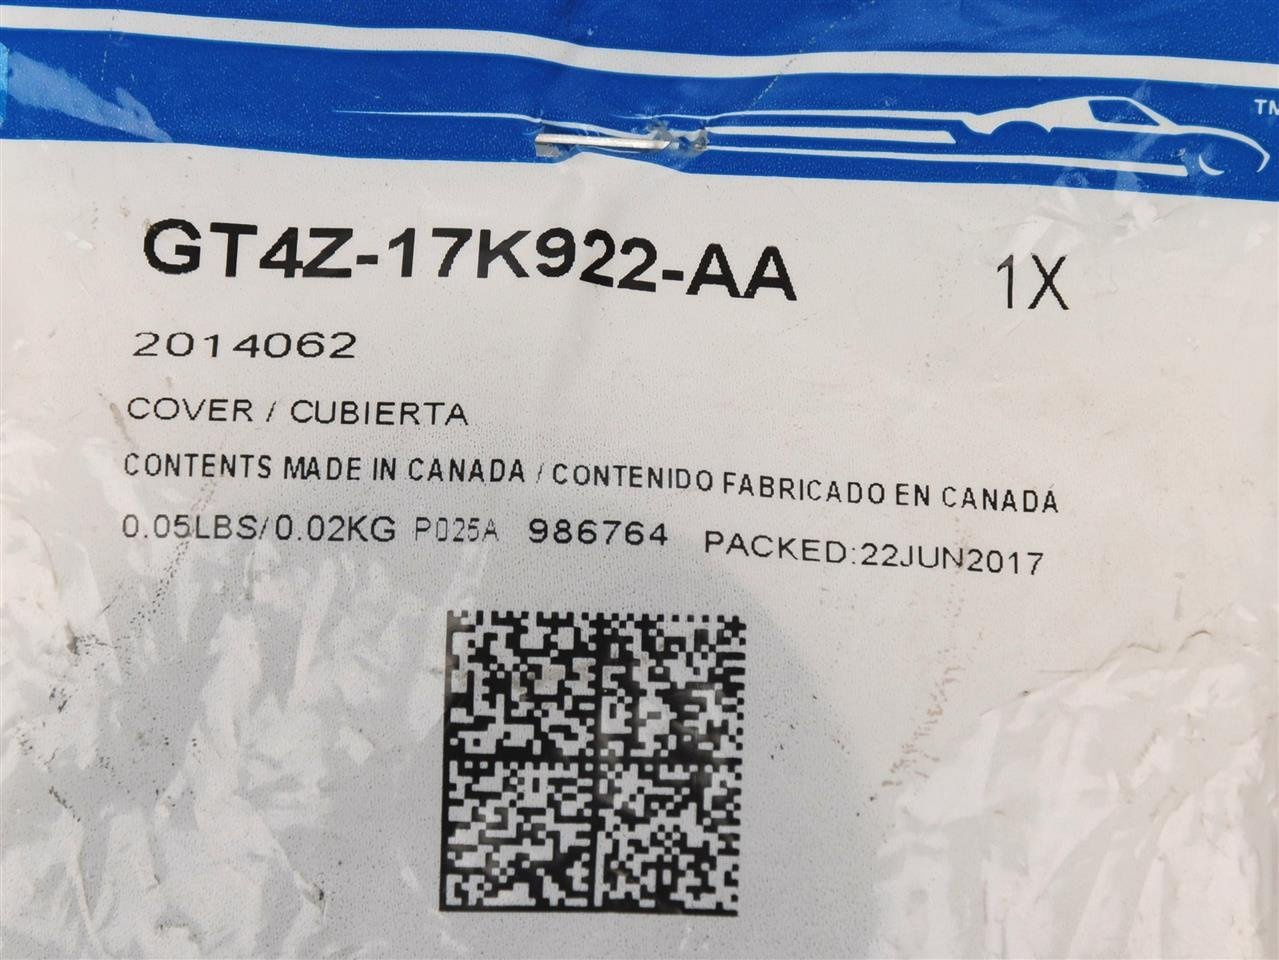 TM
GT4Z-17K922-AA 1X
2014062
COVER / CUBIERTA
CONTENTS MADE IN CANADA / CONTENIDO FABRICADO EN CANADA
0.05LBS/0.02KG P025A 986764 PACKED:22JUN2017